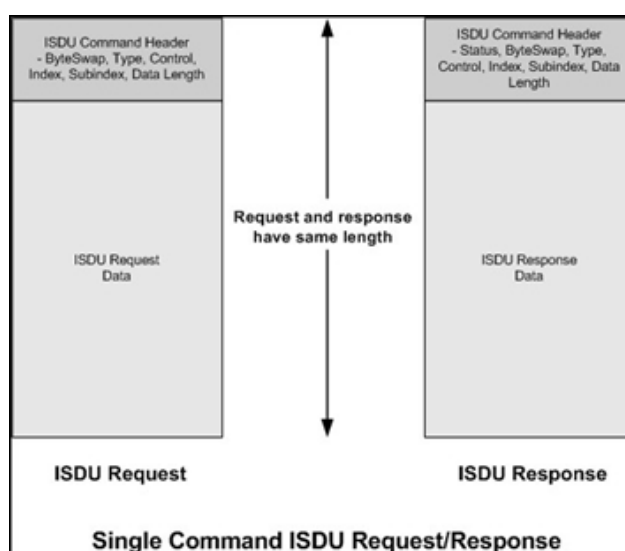 ISDU Command Header
- ByteSwap, Type, Control,
Index, Subindex, Data Length
ISDU Request
Data
Request and response
have same length
ISDU Command Header
- Status, ByteSwap, Type,
Control, Index, Subindex, Data
Length
ISDU Response
Data
ISDU Request
ISDU Response
Single Command ISDU Request/Response